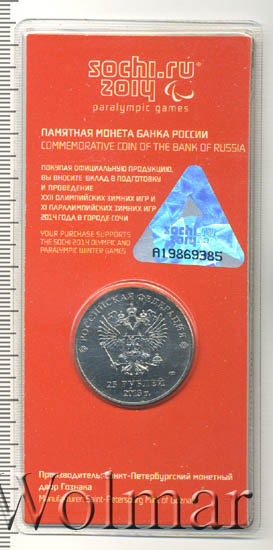 sochi.ru
2014
paralympic games
ПАМЯТНАЯ МОНЕТА БАНКА РОССИИ
COMMEMORATIVE COIN OF THE BANK OF RUSSIA
ПОКУПАЯ ОФИЦИАЛЬНУЮ ПРОДУКЦИЮ,
ВЫ ВНОСИТЕ ВКЛАД В ПОДГОТОВКУ
И ПРОВЕДЕНИЕ
XXII ОЛИМПИЙСКИХ ЗИМНИХ ИГР И
XI ПАРАЛИМПИЙСКИХ ЗИМНИХ ИГР
2014 ГОДА В ГОРОДЕ СОЧИ
YOUR PURCHASE SUPPORTS
THE SOCHI 2014 OLYMPIC AND
PARALYMPIC WINTER GAMES
sochi.ru
2014
A19869385
РОССИЙСКАЯ ФЕДЕРАЦИЯ
25 РУБЛЕЙ
2013 г.
Производитель: Санкт-Петербургский монетный
двор Гознака
Manufacturer: Saint-Petersburg Mint of Goznak
Wolmar